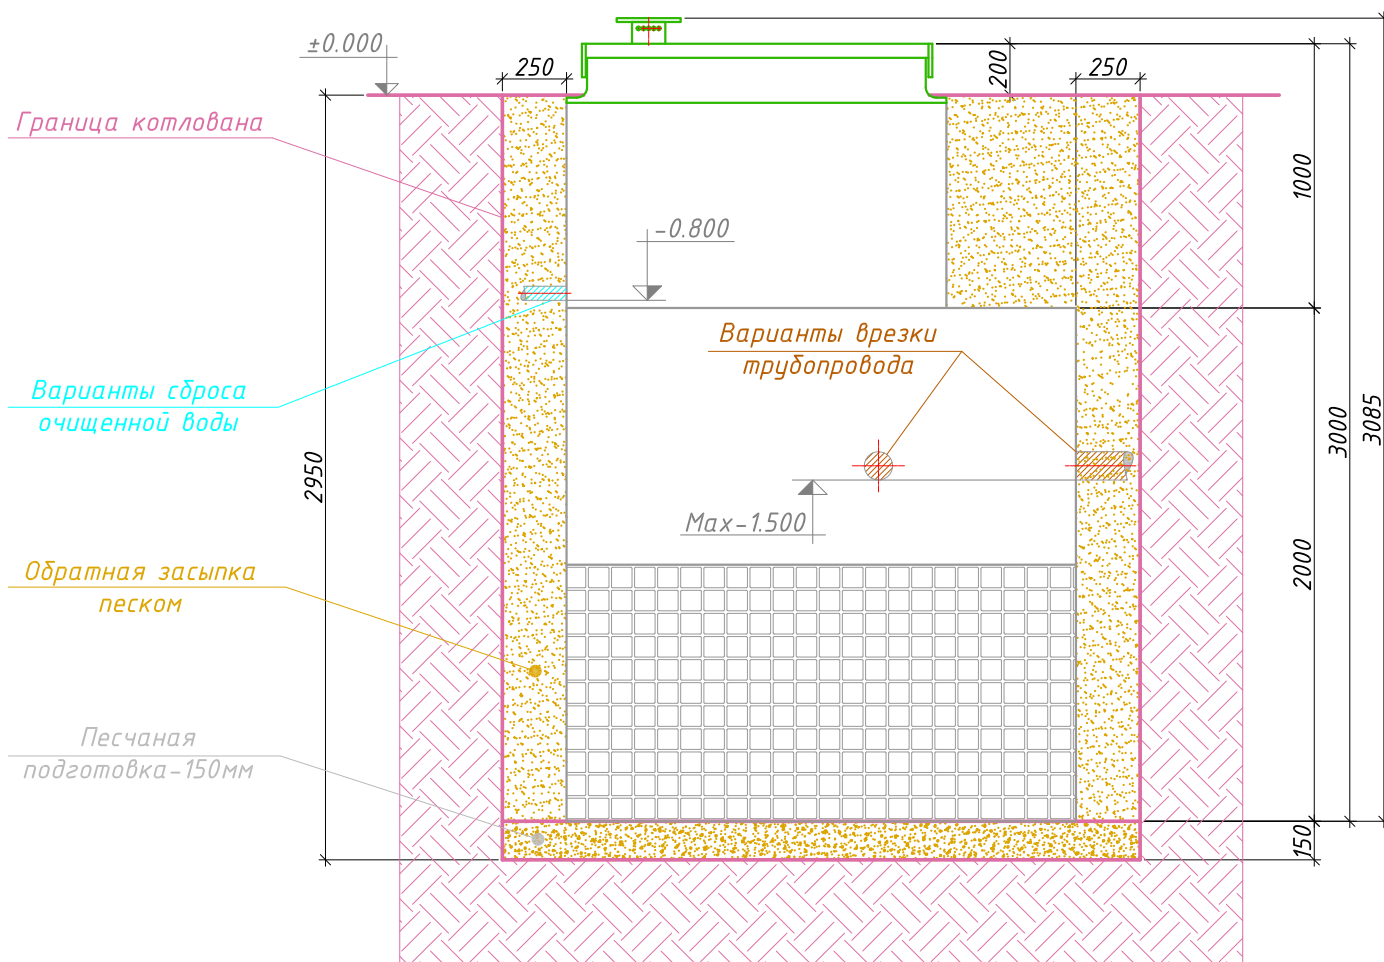 ±0.000
250
200
250
Граница котлована
1000
-0.800
Варианты врезки
трубопровода
Варианты сброса
очищенной воды
3085
3000
2950
Max-1.500
2000
Обратная засыпка
песком
Песчаная
подготовка-150мм
150